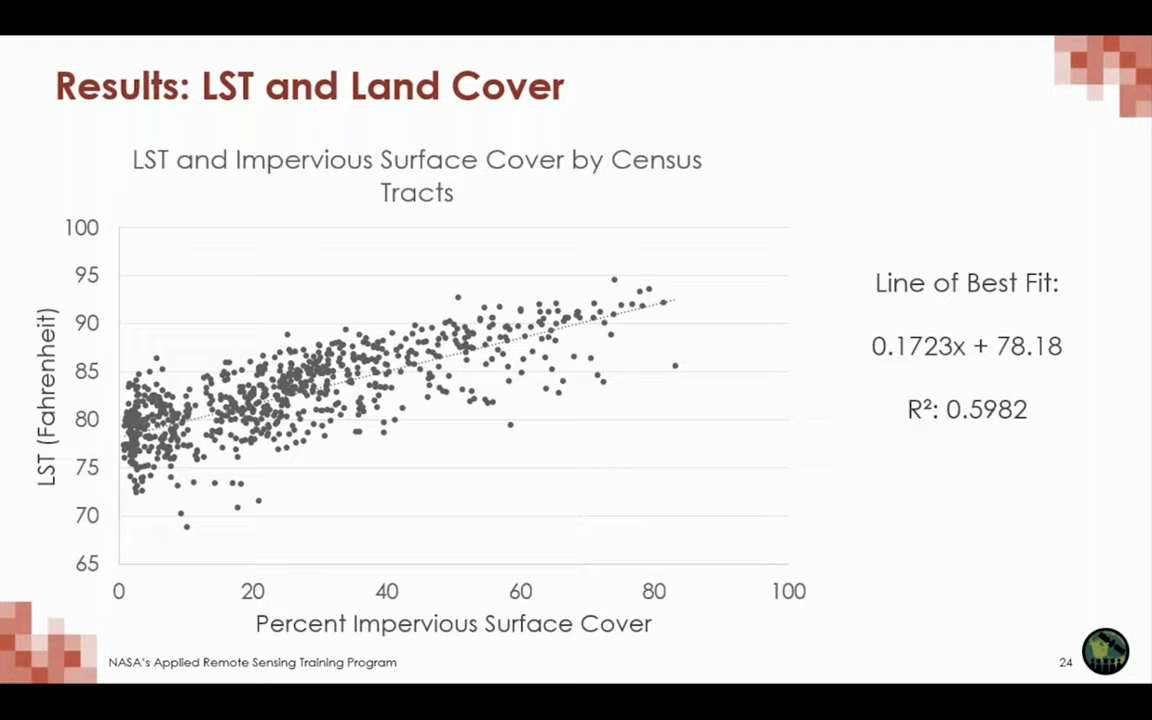 Results: LST and Land Cover
LST and Impervious Surface Cover by Census
Tracts
100
95
90
85
80
75
70
65
LST (Fahrenheit)
0 20 40 60 80 100
Percent Impervious Surface Cover
Line of Best Fit:
0.1723x + 78.18
R²: 0.5982
NASA's Applied Remote Sensing Training Program
24